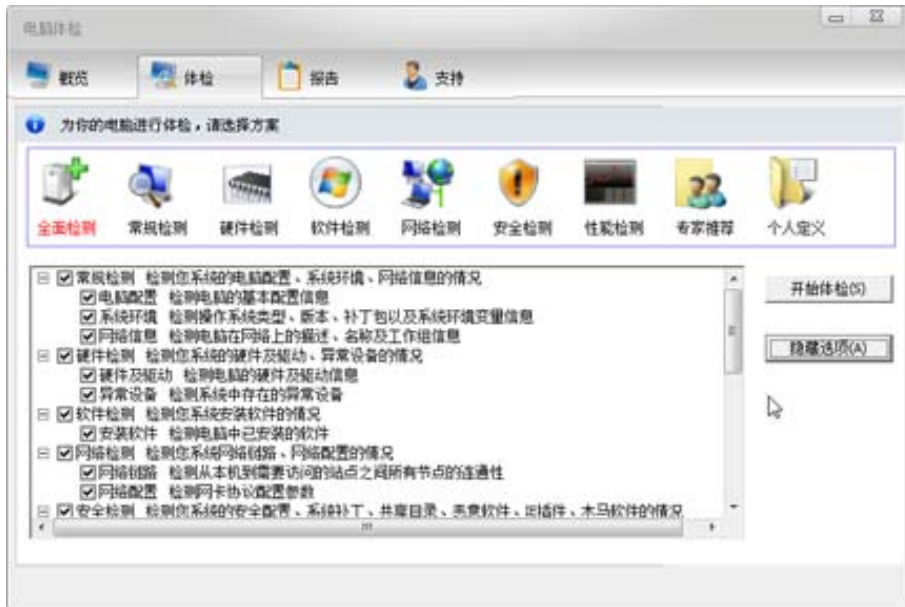 电脑体检
概览 体检 报告 支持
为你的电脑进行体检，请选择方案
全面检测 常规检测 硬件检测 软件检测 网络检测 安全检测 性能检测 专家推荐 个人定义
常规检测 检测您系统的电脑配置、系统环境、网络信息的情况
电脑配置 检测电脑的基本配置信息
系统环境 检测操作系统类型、版本、补丁包以及系统环境变量信息
网络信息 检测电脑在网络上的描述、名称及工作组信息
硬件检测 检测您系统的硬件及驱动、异常设备的情况
硬件及驱动 检测电脑的硬件及驱动信息
异常设备 检测系统中存在的异常设备
软件检测 检测您系统安装软件的情况
安装软件 检测电脑中已安装的软件
网络检测 检测您系统网络链路、网络配置的情况
网络链路 检测从本机到需要访问的站点之间所有节点的连通性
网络配置 检测网卡协议配置参数
安全检测 检测您系统的安全配置、系统补丁、共享目录、恶意软件、IE插件、木马软件的情况
开始体检(S)
隐藏选项(A)